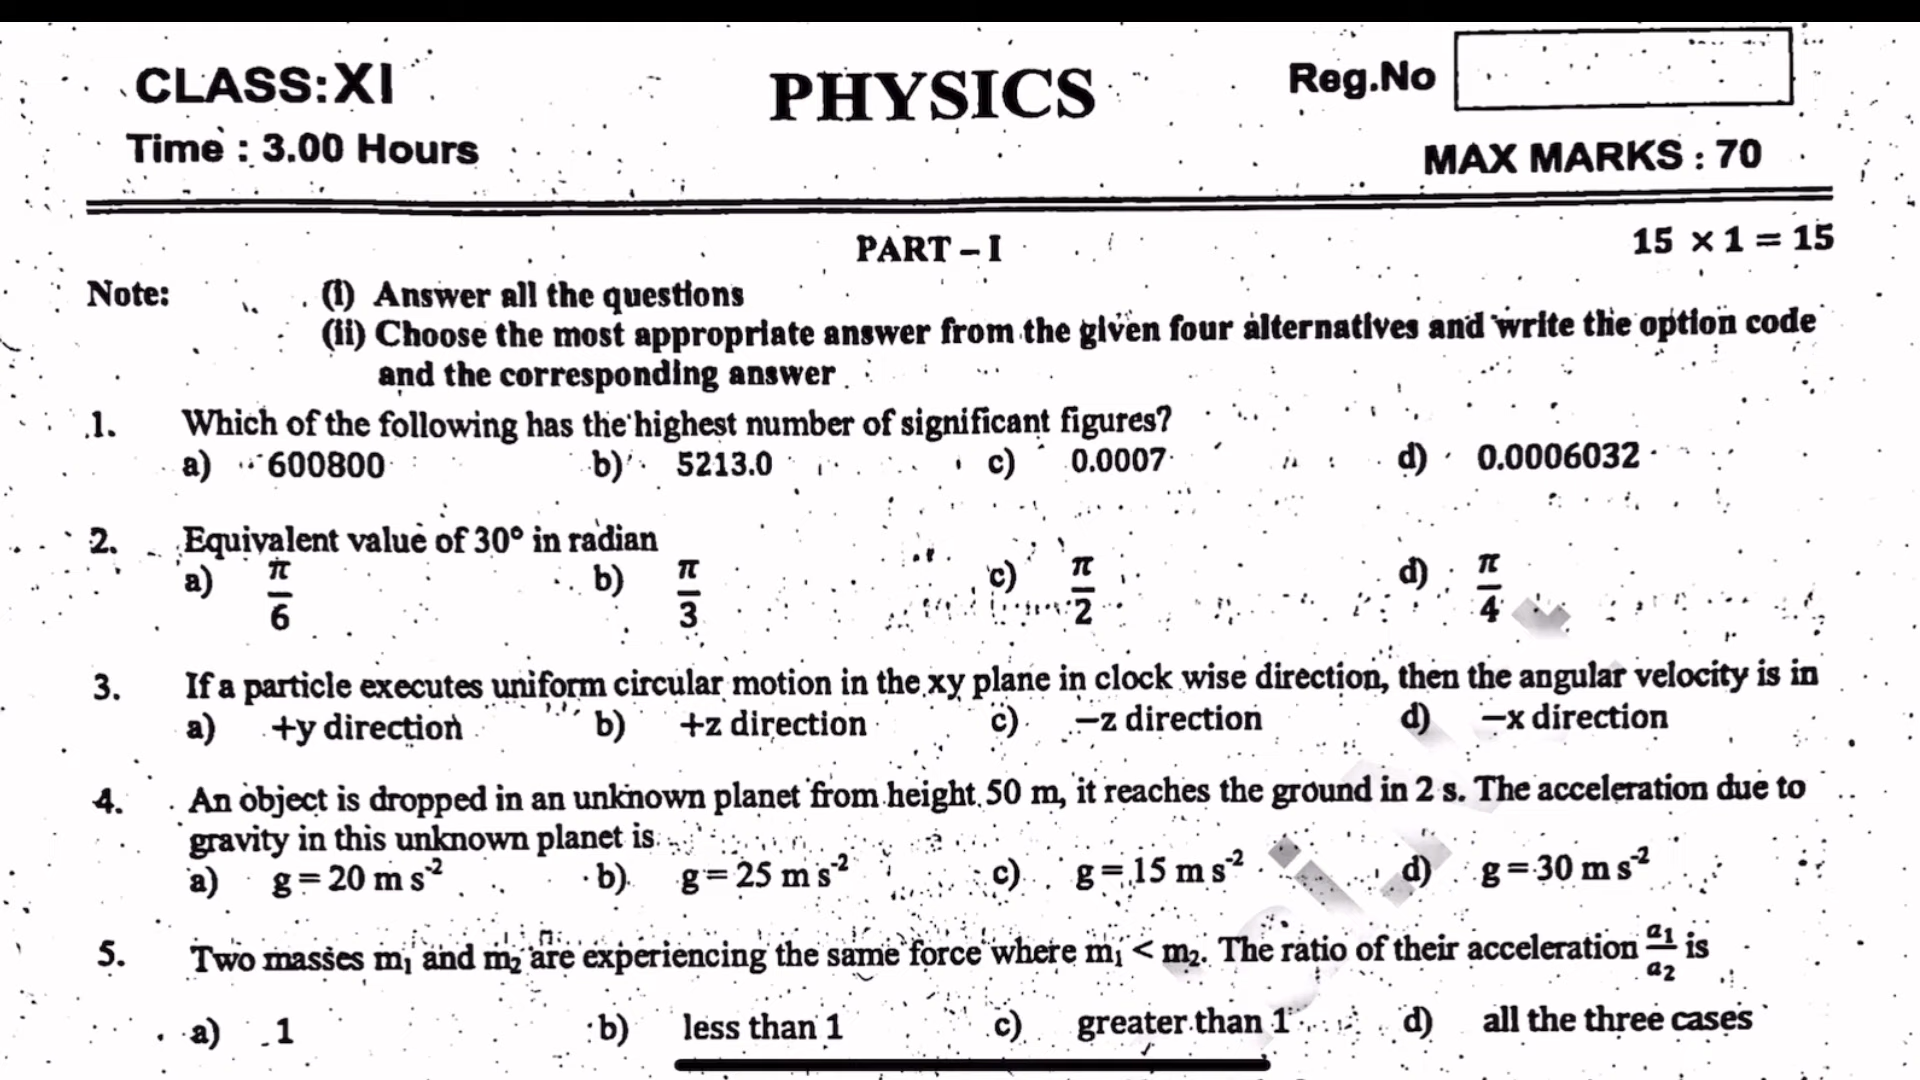 CLASS:XI PHYSICS Reg.No
Time : 3.00 Hours MAX MARKS : 70
PART – I 15 × 1 = 15
Note: (i) Answer all the questions
(ii) Choose the most appropriate answer from the given four alternatives and write the option code
and the corresponding answer
1. Which of the following has the highest number of significant figures?
a) 600800 b) 5213.0 c) 0.0007 d) 0.0006032
2. Equivalent value of 30° in radian
a) π/6 b) π/3 c) π/2 d) π/4
3. If a particle executes uniform circular motion in the xy plane in clock wise direction, then the angular velocity is in
a) +y direction b) +z direction c) –z direction d) –x direction
4. An object is dropped in an unknown planet from height 50 m, it reaches the ground in 2 s. The acceleration due to
gravity in this unknown planet is
a) g = 20 m s⁻² b) g = 25 m s⁻² c) g = 15 m s⁻² d) g = 30 m s⁻²
5. Two masses m₁ and m₂ are experiencing the same force where m₁ < m₂. The ratio of their acceleration a₁/a₂ is
a) 1 b) less than 1 c) greater than 1 d) all the three cases